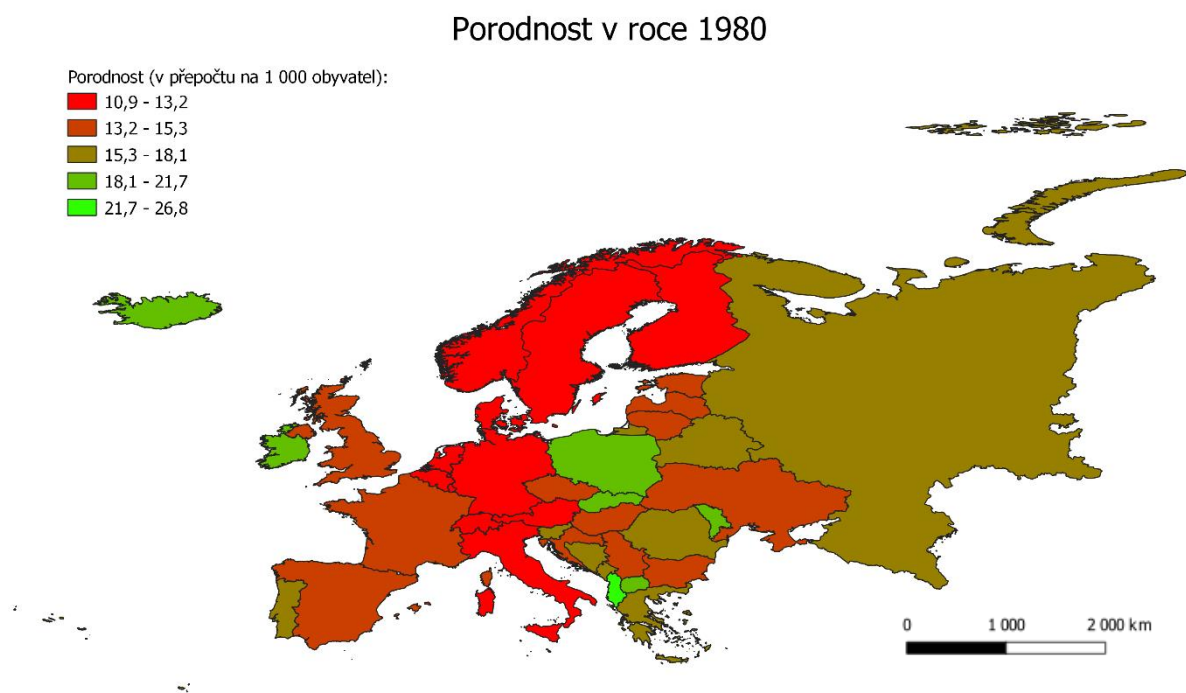 Porodnost v roce 1980
Porodnost (v přepočtu na 1 000 obyvatel):
10,9 - 13,2
13,2 - 15,3
15,3 - 18,1
18,1 - 21,7
21,7 - 26,8
0 1 000 2 000 km